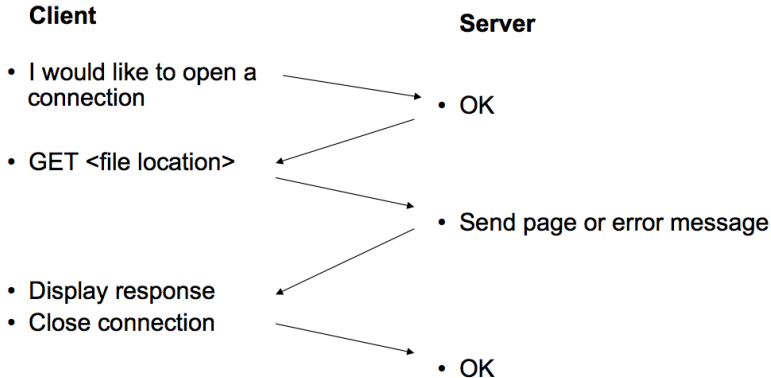 Client
Server
• I would like to open a
connection
• OK
• GET <file location>
• Send page or error message
• Display response
• Close connection
• OK